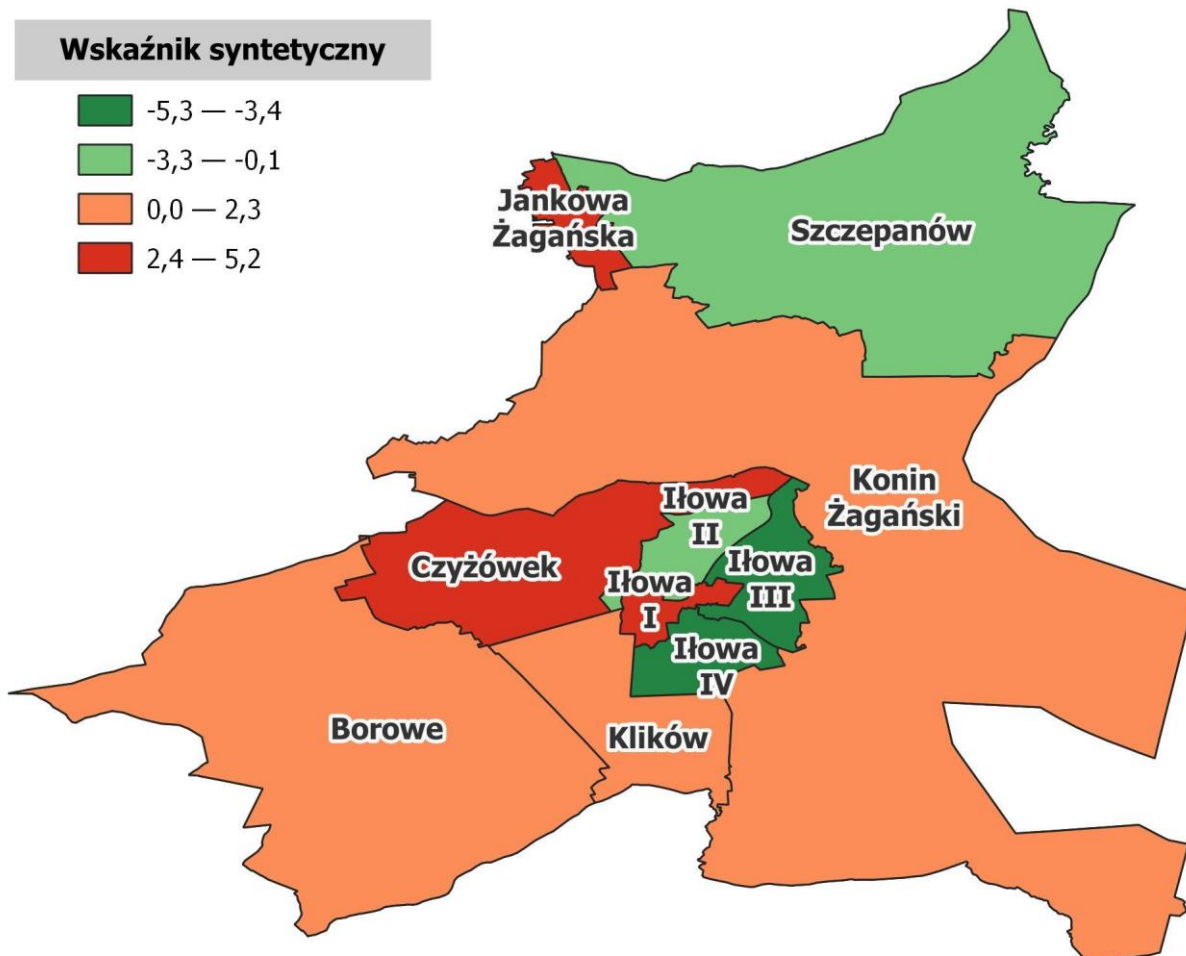 Wskaźnik syntetyczny
-5,3 — -3,4
-3,3 — -0,1
0,0 — 2,3
2,4 — 5,2
Jankowa
Żagańska
Szczepanów
Konin
Żagański
Iłowa
II
Czyżówek
Iłowa
III
Iłowa
I
Iłowa
IV
Borowe
Klików